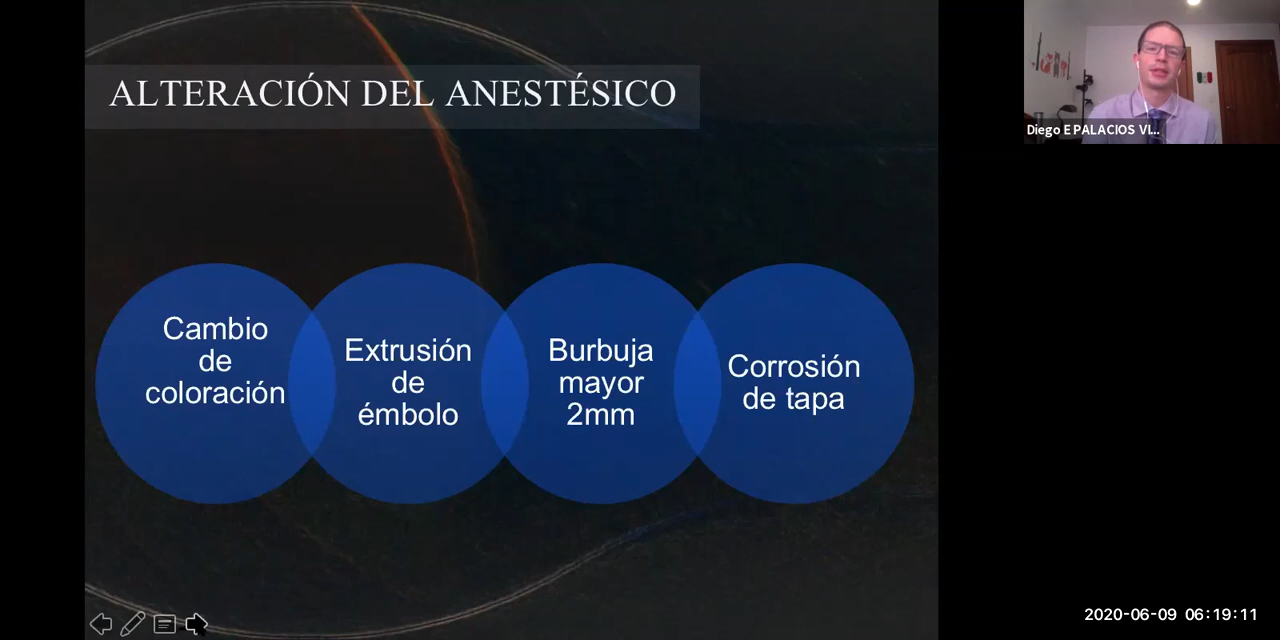 ALTERACIÓN DEL ANESTÉSICO
Cambio
de
coloración
Extrusión
de
émbolo
Burbuja
mayor
2mm
Corrosión
de tapa
Diego E PALACIOS VI...
2020-06-09 06:19:11